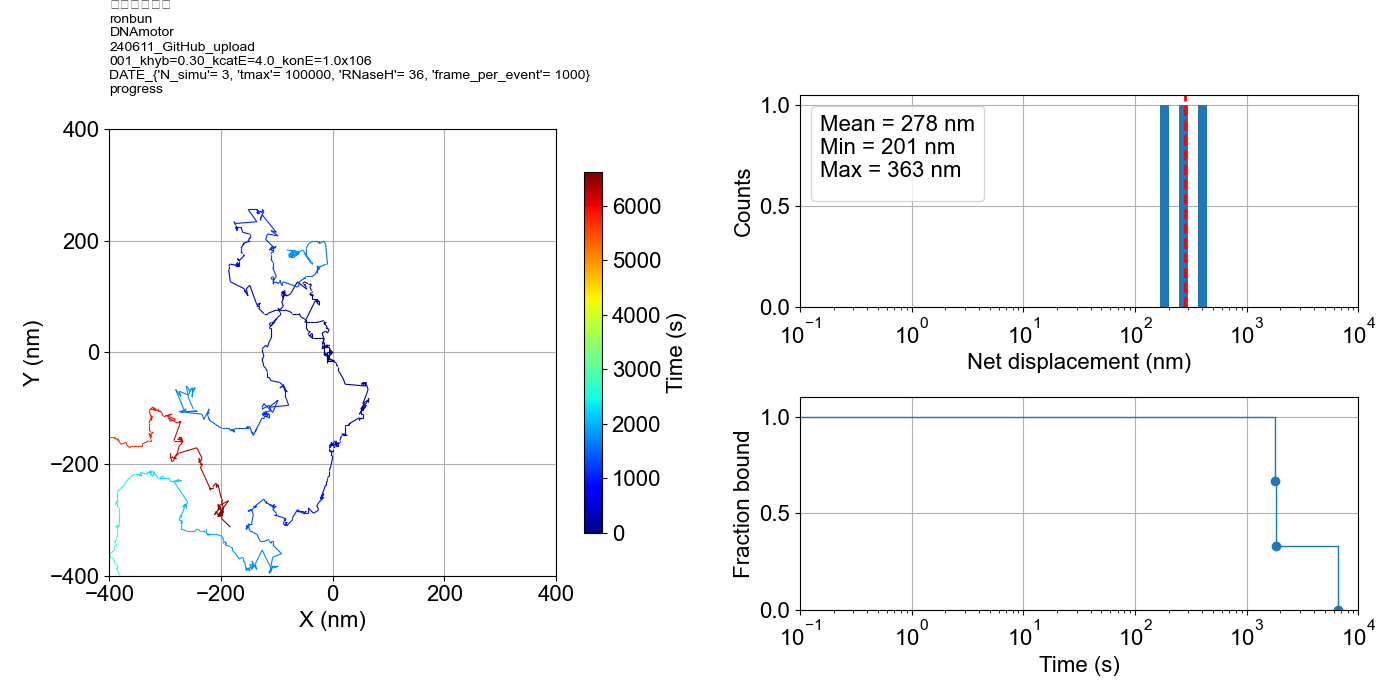 ronbun
DNAmotor
240611_GitHub_upload
001_khyb=0.30_kcatE=4.0_konE=1.0x106
DATE_{'N_simu'= 3, 'tmax'= 100000, 'RNaseH'= 36, 'frame_per_event'= 1000}
progress
400
200
0
−200
−400
Y (nm)
−400
−200
0
200
400
X (nm)
6000
5000
4000
3000
2000
1000
0
Time (s)
Mean = 278 nm
Min = 201 nm
Max = 363 nm
1.0
0.5
0.0
Counts
10⁻¹
10⁰
10¹
10²
10³
10⁴
Net displacement (nm)
1.0
0.5
0.0
Fraction bound
10⁻¹
10⁰
10¹
10²
10³
10⁴
Time (s)